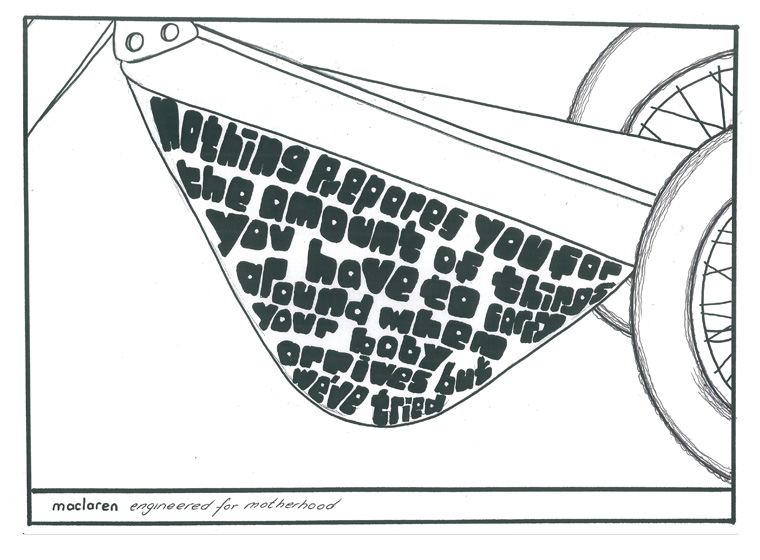 Nothing prepares you for
the amount of things
you have to carry
around when
your baby
arrives but
we've tried
maclaren engineered for motherhood